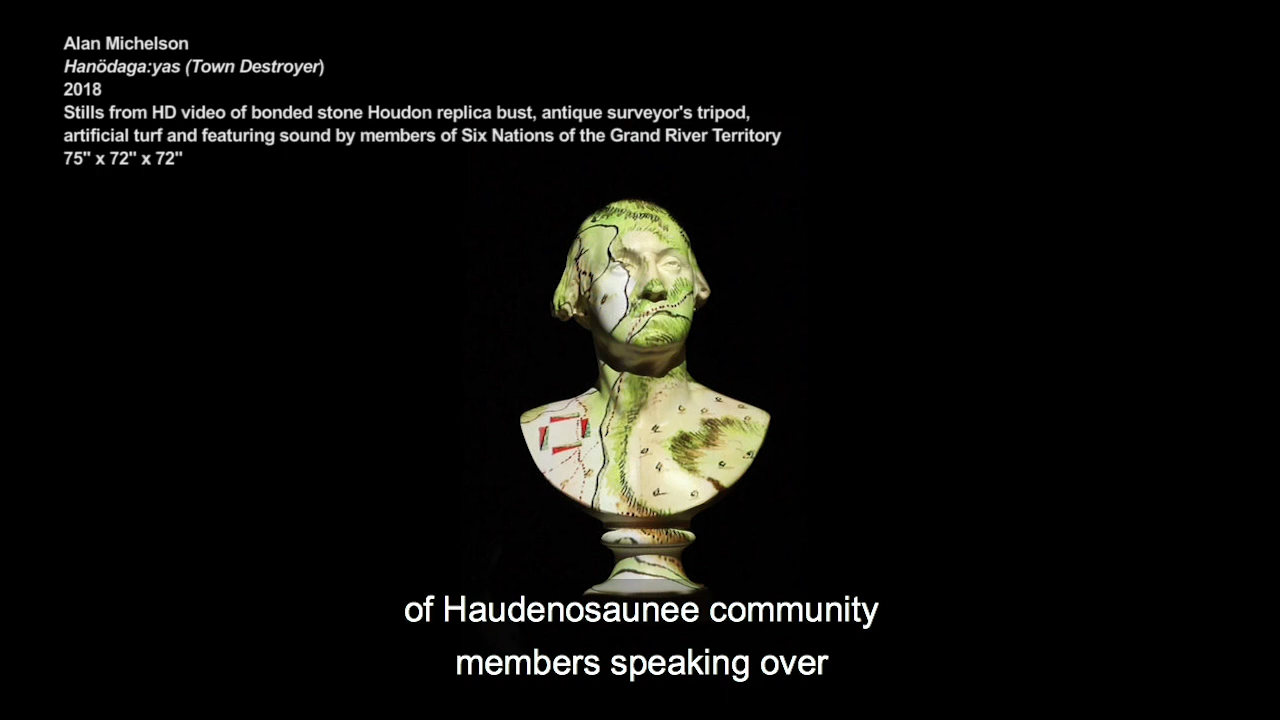 Alan Michelson
Hanödaga:yas (Town Destroyer)
2018
Stills from HD video of bonded stone Houdon replica bust, antique surveyor's tripod,
artificial turf and featuring sound by members of Six Nations of the Grand River Territory
75" x 72" x 72"
of Haudenosaunee community
members speaking over